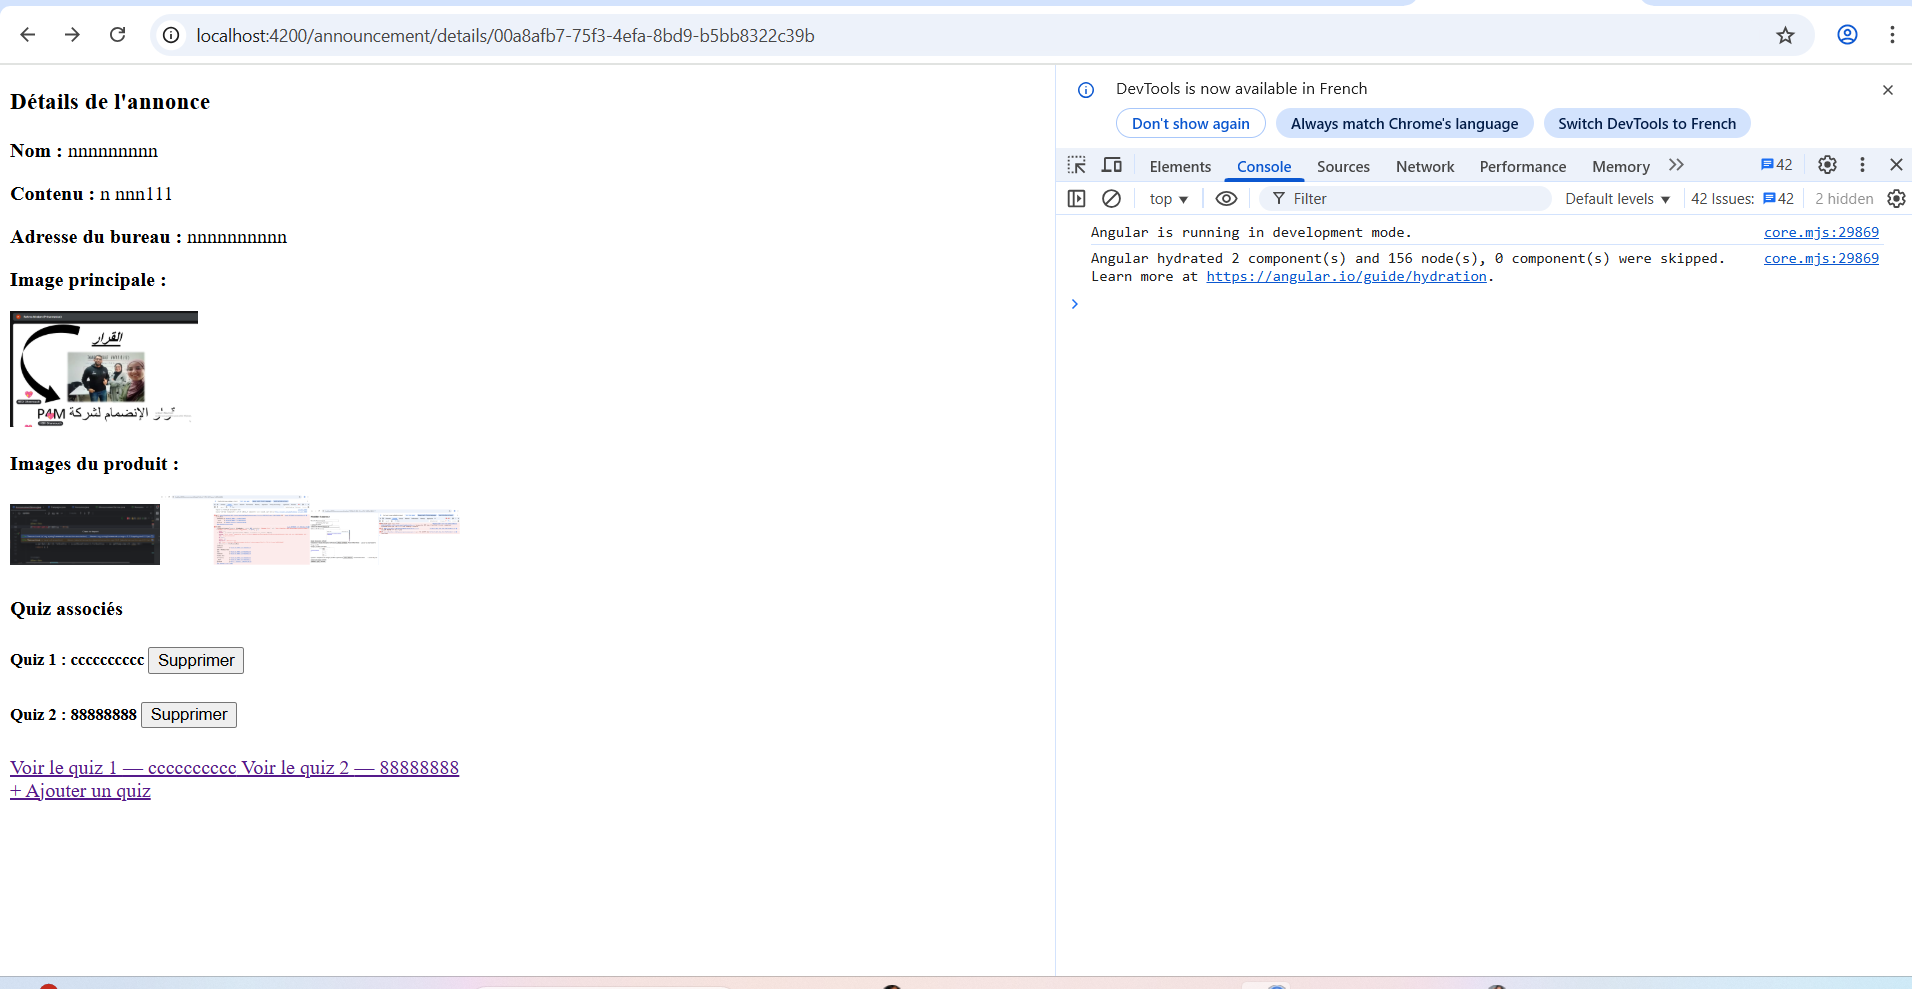 localhost:4200/announcement/details/00a8afb7-75f3-4efa-8bd9-b5bb8322c39b
Détails de l'annonce
Nom : nnnnnnnnn
Contenu : n nnn111
Adresse du bureau : nnnnnnnnnn
Image principale :
القرار
قرار الإنضمام لشركة P4M
Images du produit :
Quiz associés
Quiz 1 : cccccccccc Supprimer
Quiz 2 : 88888888 Supprimer
Voir le quiz 1 — cccccccccc Voir le quiz 2 — 88888888
+ Ajouter un quiz
DevTools is now available in French
Don't show again Always match Chrome's language Switch DevTools to French
Elements Console Sources Network Performance Memory 42
top Filter Default levels 42 Issues: 42 2 hidden
Angular is running in development mode. core.mjs:29869
Angular hydrated 2 component(s) and 156 node(s), 0 component(s) were skipped. core.mjs:29869
Learn more at https://angular.io/guide/hydration.